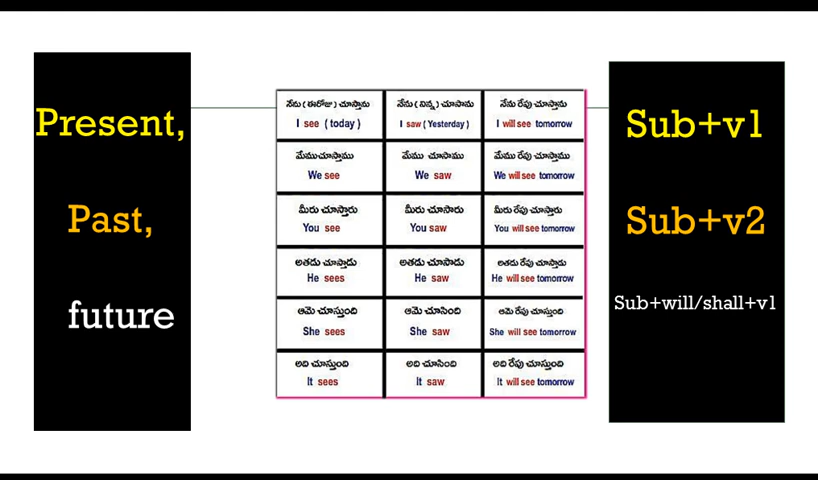 Present,
Past,
future
నేను ( ఈరోజు ) చూస్తాను
I see ( today )
నేను ( నిన్న ) చూసాను
I saw ( Yesterday )
నేను రేపు చూస్తాను
I will see tomorrow
మేముచూస్తాము
We see
మేము చూసాము
We saw
మేము రేపు చూస్తాము
We will see tomorrow
మీరు చూస్తారు
You see
మీరు చూసారు
You saw
మీరు రేపు చూస్తారు
You will see tomorrow
అతడు చూస్తాడు
He sees
అతడు చూసాడు
He saw
అతడు రేపు చూస్తాడు
He will see tomorrow
ఆమె చూస్తుంది
She sees
ఆమె చూసింది
She saw
ఆమె రేపు చూస్తుంది
She will see tomorrow
అది చూస్తుంది
It sees
అది చూసింది
It saw
అది రేపు చూస్తుంది
It will see tomorrow
Sub+v1
Sub+v2
Sub+will/shall+v1